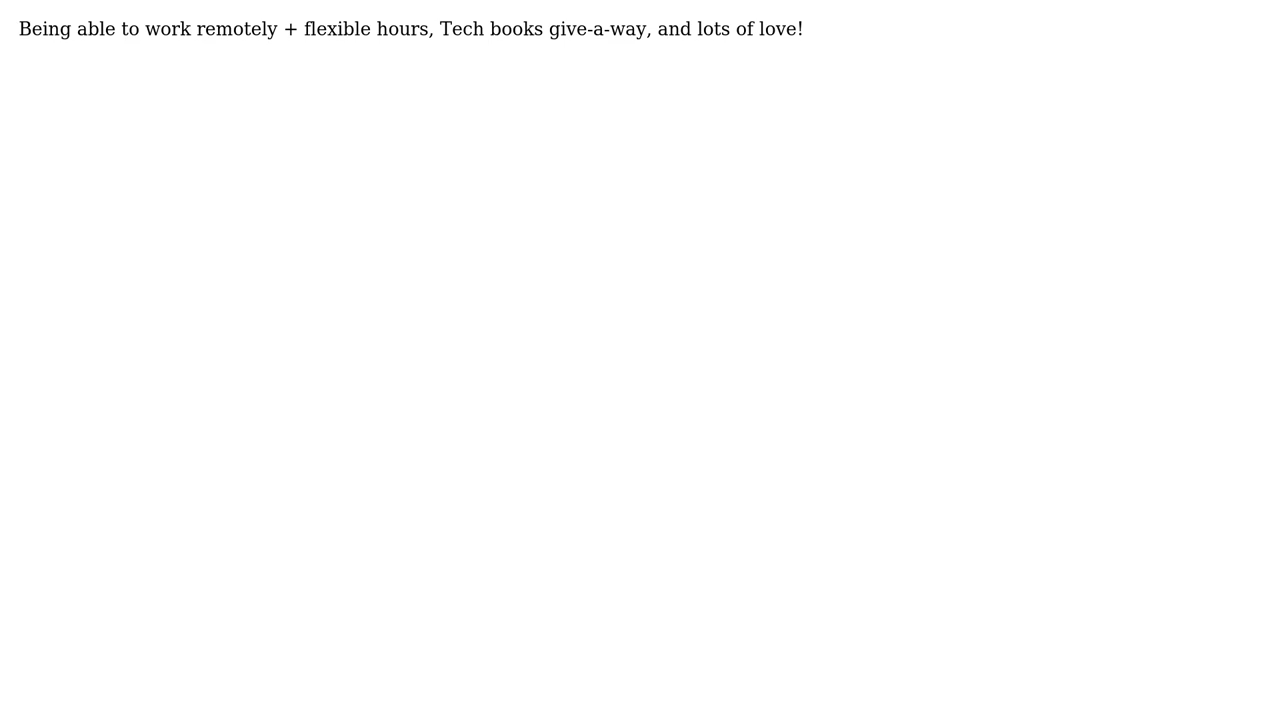 Being able to work remotely + flexible hours, Tech books give-a-way, and lots of love!